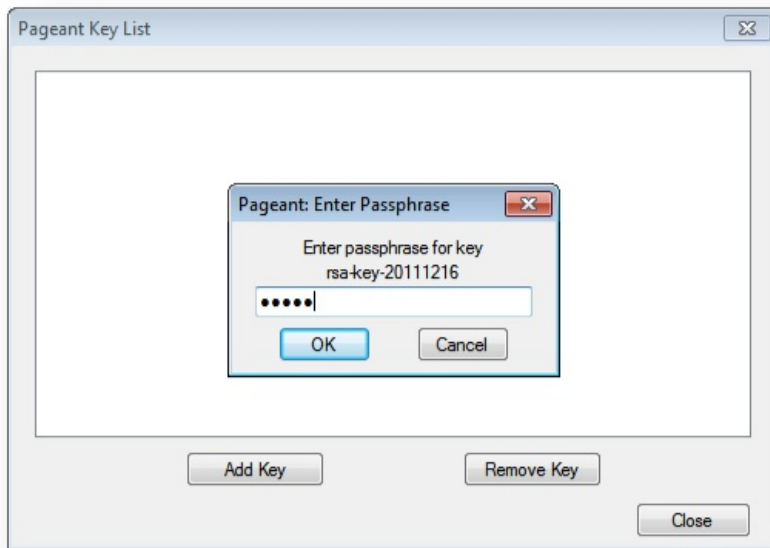 Pageant Key List
Pageant: Enter Passphrase
Enter passphrase for key
rsa-key-20111216
•••••
OK
Cancel
Add Key
Remove Key
Close